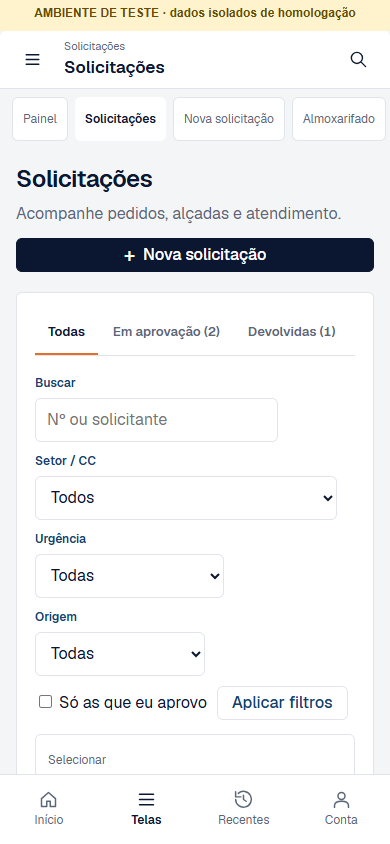 AMBIENTE DE TESTE · dados isolados de homologação
Solicitações
Solicitações
Painel Solicitações Nova solicitação Almoxarifado
Solicitações
Acompanhe pedidos, alçadas e atendimento.
+ Nova solicitação
Todas Em aprovação (2) Devolvidas (1)
Buscar
Nº ou solicitante
Setor / CC
Todos
Urgência
Todas
Origem
Todas
Só as que eu aprovo Aplicar filtros
Selecionar
Início Telas Recentes Conta